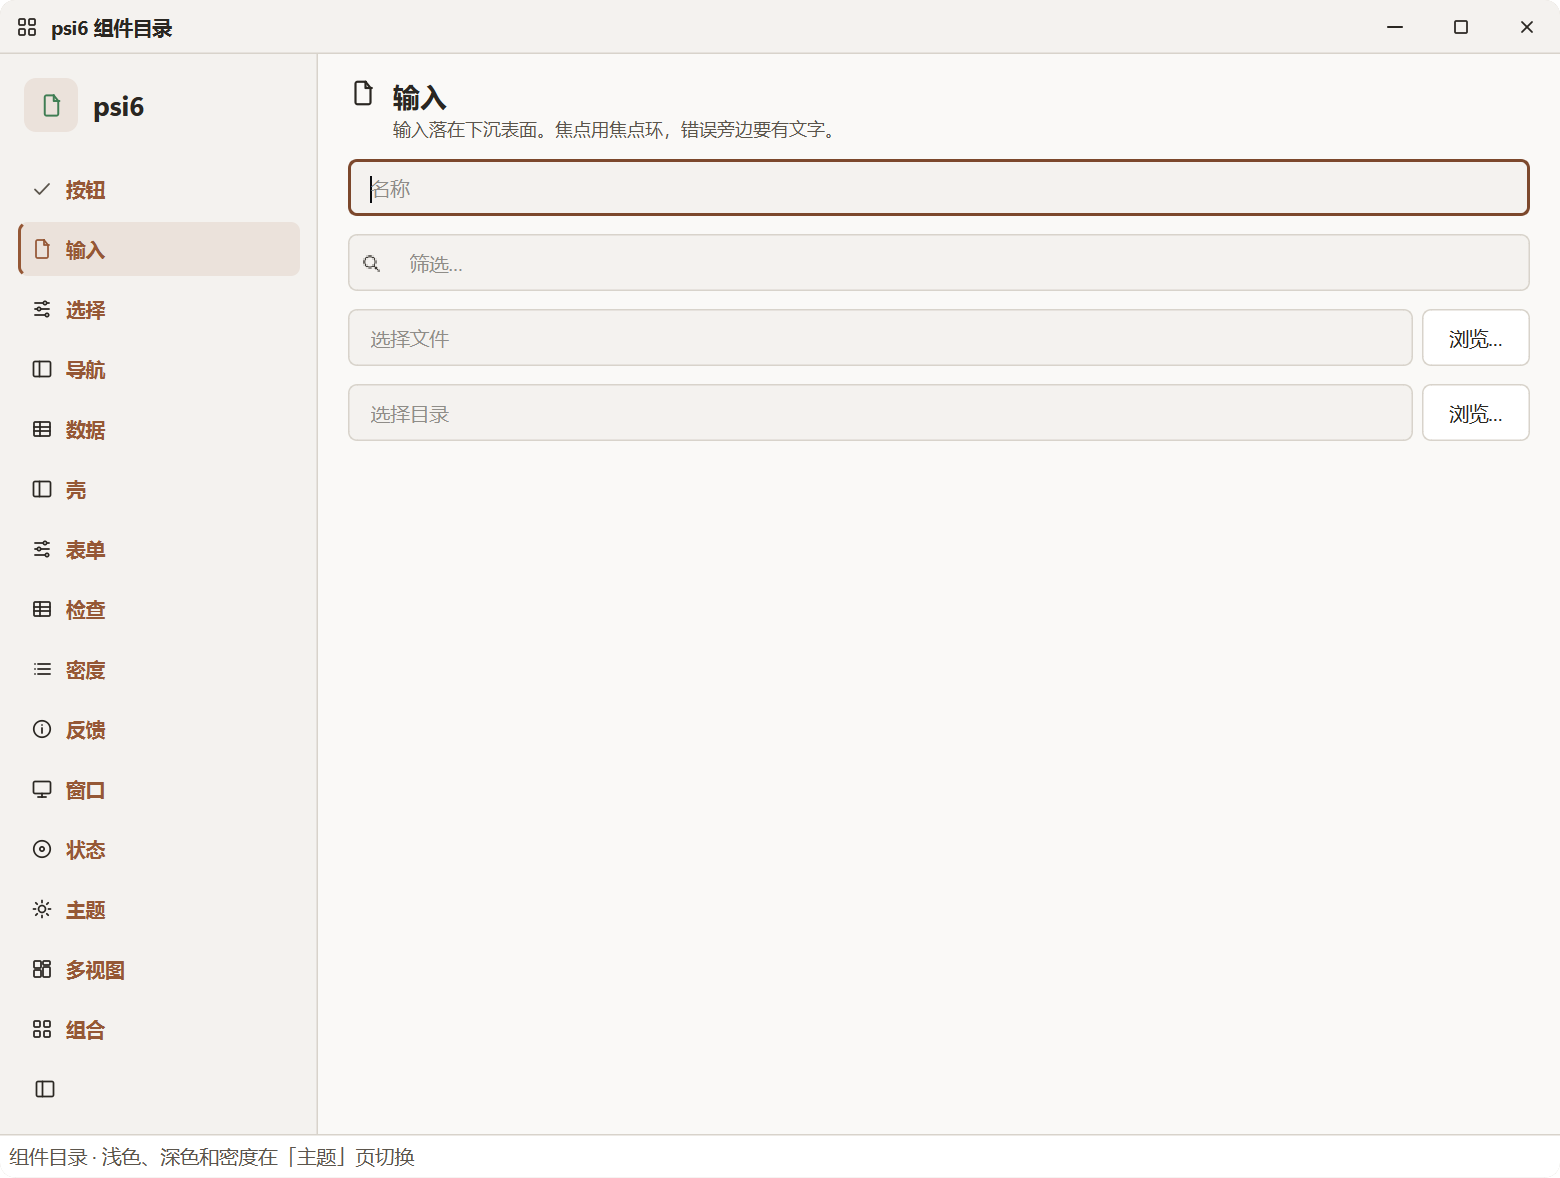 psi6 组件目录
psi6
按钮
输入
选择
导航
数据
壳
表单
检查
密度
反馈
窗口
状态
主题
多视图
组合
输入
输入落在下沉表面。焦点用焦点环，错误旁边要有文字。
名称
筛选...
选择文件
浏览...
选择目录
浏览...
组件目录 · 浅色、深色和密度在「主题」页切换